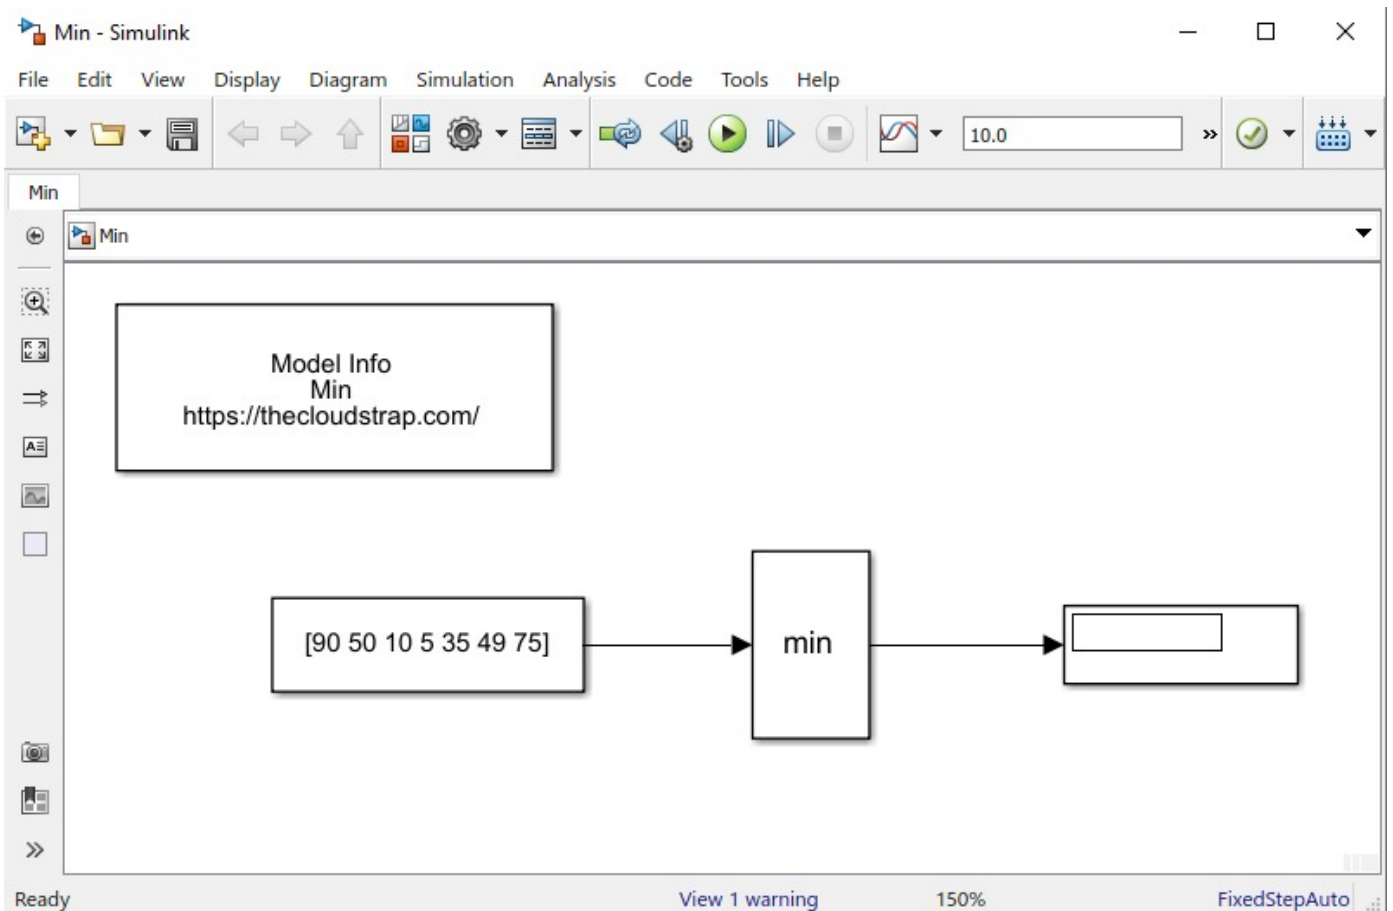 Min - Simulink
File Edit View Display Diagram Simulation Analysis Code Tools Help
10.0
Min
Min
Model Info
Min
https://thecloudstrap.com/
[90 50 10 5 35 49 75]
min
Ready View 1 warning 150% FixedStepAuto